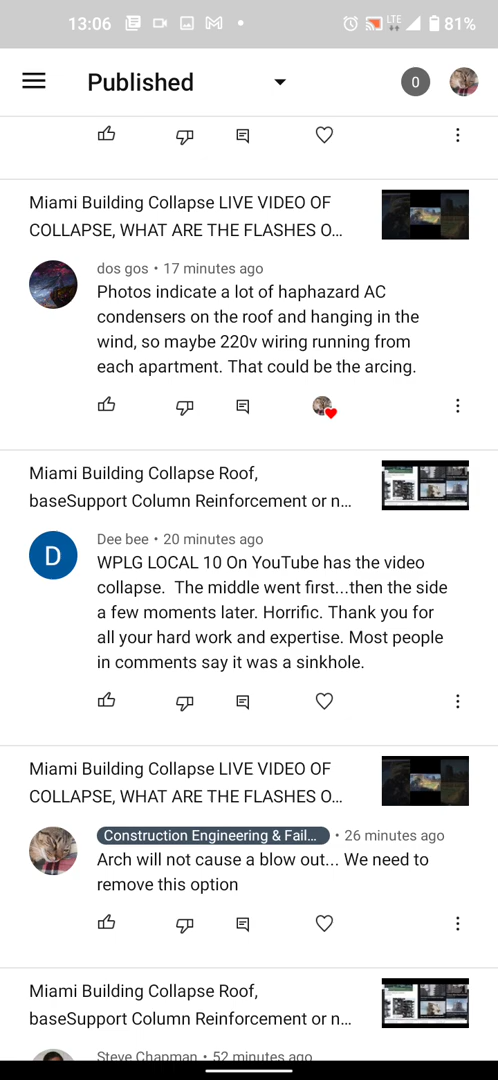 13:06
LTE
81%
Published
0
Miami Building Collapse LIVE VIDEO OF
COLLAPSE, WHAT ARE THE FLASHES O...
dos gos • 17 minutes ago
Photos indicate a lot of haphazard AC
condensers on the roof and hanging in the
wind, so maybe 220v wiring running from
each apartment. That could be the arcing.
Miami Building Collapse Roof,
baseSupport Column Reinforcement or n...
D
Dee bee • 20 minutes ago
WPLG LOCAL 10 On YouTube has the video
collapse.  The middle went first...then the side
a few moments later. Horrific. Thank you for
all your hard work and expertise. Most people
in comments say it was a sinkhole.
Miami Building Collapse LIVE VIDEO OF
COLLAPSE, WHAT ARE THE FLASHES O...
Construction Engineering & Fail... • 26 minutes ago
Arch will not cause a blow out... We need to
remove this option
Miami Building Collapse Roof,
baseSupport Column Reinforcement or n...
Steve Chapman • 52 minutes ago